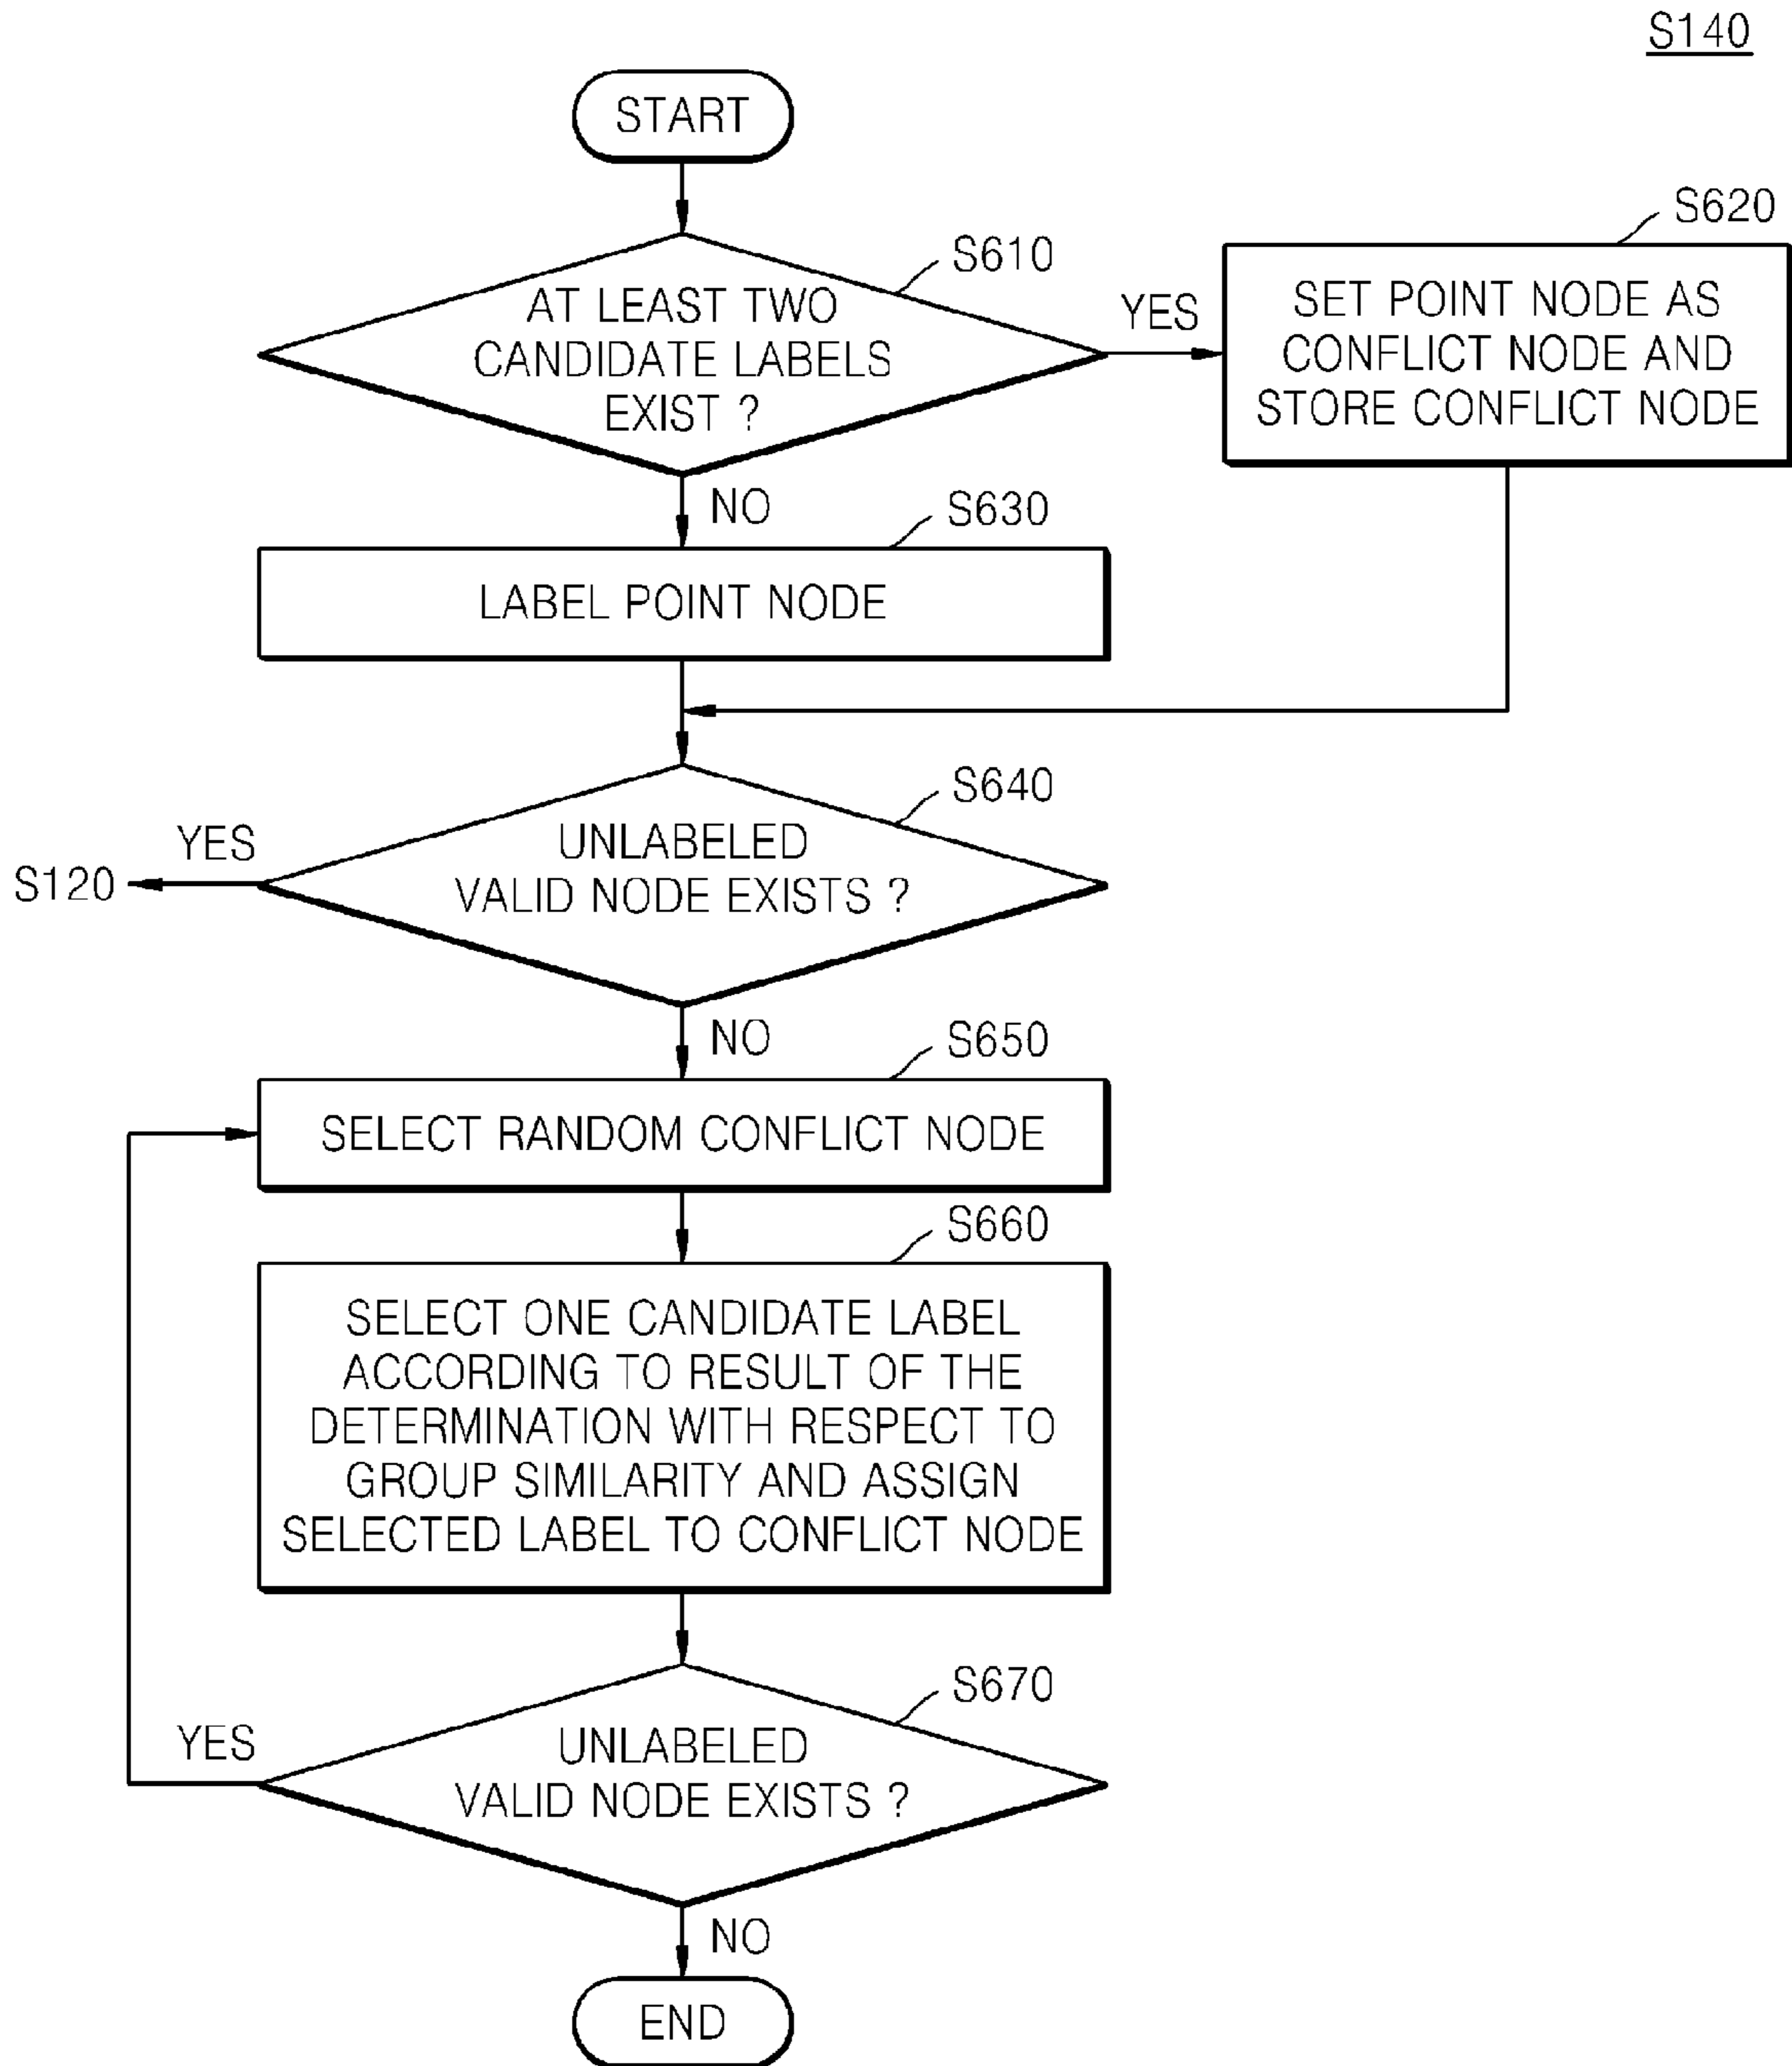 S140
START
S610
AT LEAST TWO
CANDIDATE LABELS
EXIST ?
YES
S620
SET POINT NODE AS
CONFLICT NODE AND
STORE CONFLICT NODE
NO
S630
LABEL POINT NODE
S640
UNLABELED
VALID NODE EXISTS ?
YES
S120
NO
S650
SELECT RANDOM CONFLICT NODE
S660
SELECT ONE CANDIDATE LABEL
ACCORDING TO RESULT OF THE
DETERMINATION WITH RESPECT TO
GROUP SIMILARITY AND ASSIGN
SELECTED LABEL TO CONFLICT NODE
S670
UNLABELED
VALID NODE EXISTS ?
YES
NO
END